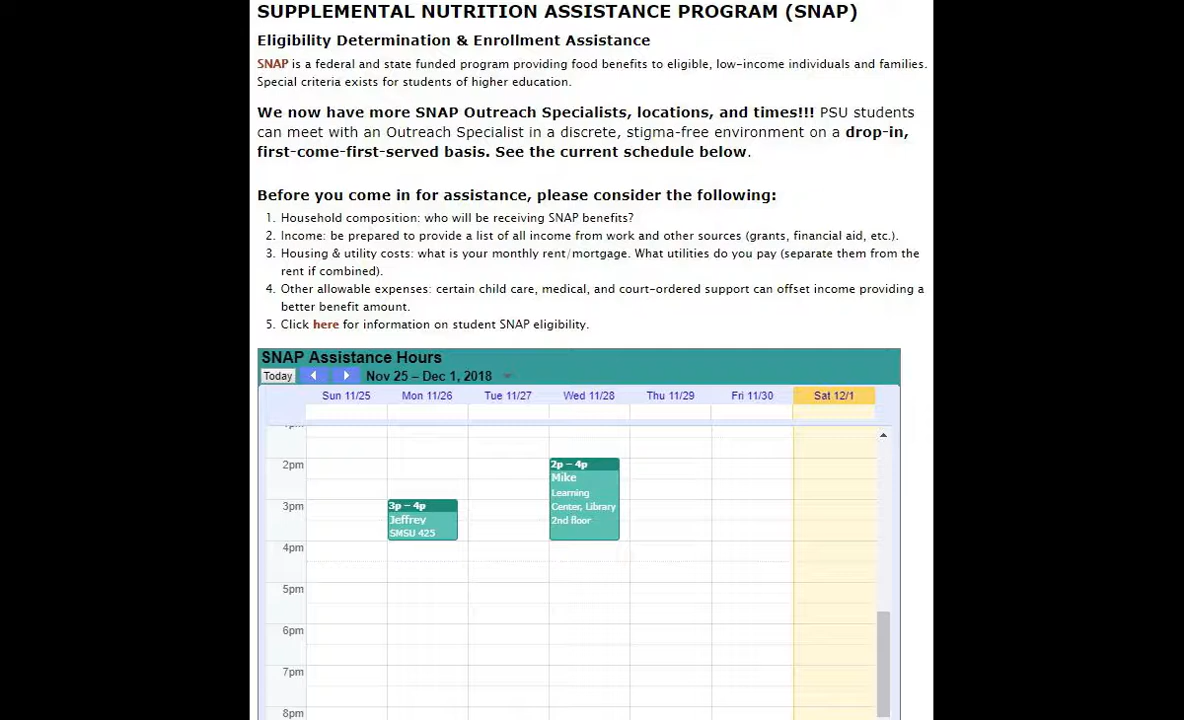 SUPPLEMENTAL NUTRITION ASSISTANCE PROGRAM (SNAP)
Eligibility Determination & Enrollment Assistance
SNAP is a federal and state funded program providing food benefits to eligible, low-income individuals and families.
Special criteria exists for students of higher education.
We now have more SNAP Outreach Specialists, locations, and times!!! PSU students
can meet with an Outreach Specialist in a discrete, stigma-free environment on a drop-in,
first-come-first-served basis. See the current schedule below.
Before you come in for assistance, please consider the following:
1. Household composition: who will be receiving SNAP benefits?
2. Income: be prepared to provide a list of all income from work and other sources (grants, financial aid, etc.).
3. Housing & utility costs: what is your monthly rent/mortgage. What utilities do you pay (separate them from the
rent if combined).
4. Other allowable expenses: certain child care, medical, and court-ordered support can offset income providing a
better benefit amount.
5. Click here for information on student SNAP eligibility.
SNAP Assistance Hours
Today Nov 25 – Dec 1, 2018
Sun 11/25 Mon 11/26 Tue 11/27 Wed 11/28 Thu 11/29 Fri 11/30 Sat 12/1
1pm
2pm
2p – 4p
Mike
Learning
Center, Library
2nd floor
3pm
3p – 4p
Jeffrey
SMSU 425
4pm
5pm
6pm
7pm
8pm